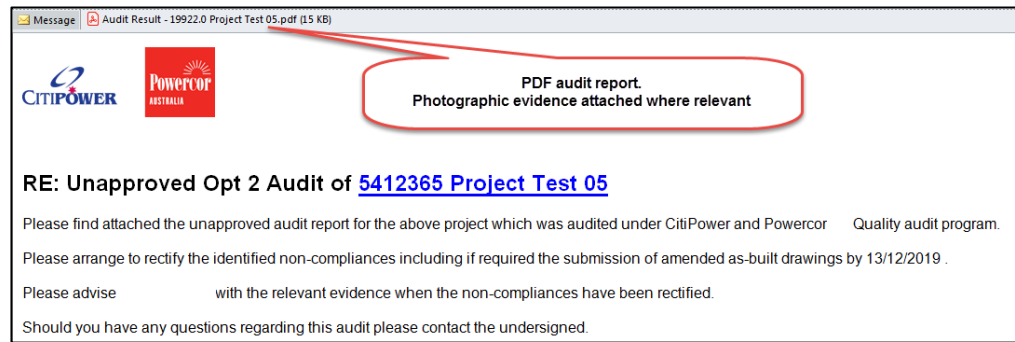 Message Audit Result - 19922.0 Project Test 05.pdf (15 KB)
CITIPOWER
Powercor
AUSTRALIA
PDF audit report.
Photographic evidence attached where relevant
RE: Unapproved Opt 2 Audit of 5412365 Project Test 05
Please find attached the unapproved audit report for the above project which was audited under CitiPower and Powercor Quality audit program.
Please arrange to rectify the identified non-compliances including if required the submission of amended as-built drawings by 13/12/2019 .
Please advise with the relevant evidence when the non-compliances have been rectified.
Should you have any questions regarding this audit please contact the undersigned.